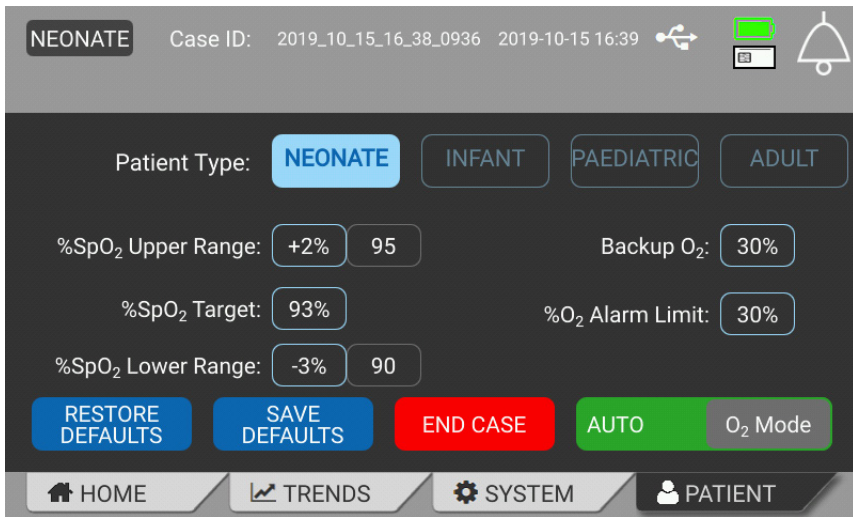 NEONATE Case ID: 2019_10_15_16_38_0936 2019-10-15 16:39
Patient Type: NEONATE INFANT PAEDIATRIC ADULT
%SpO₂ Upper Range: +2% 95 Backup O₂: 30%
%SpO₂ Target: 93% %O₂ Alarm Limit: 30%
%SpO₂ Lower Range: -3% 90
RESTORE DEFAULTS SAVE DEFAULTS END CASE AUTO O₂ Mode
HOME TRENDS SYSTEM PATIENT